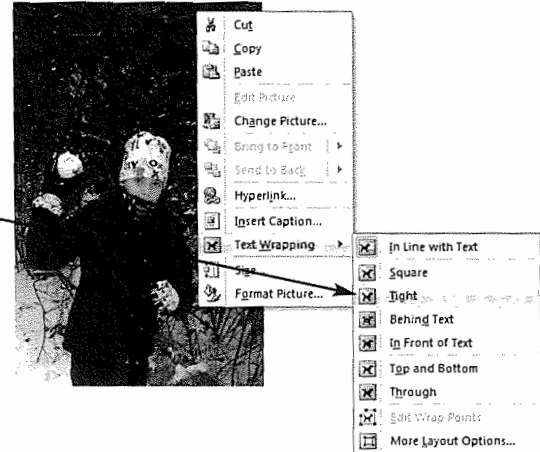 Cut
Copy
Paste
Edit Picture
Change Picture...
Bring to Front
Send to Back
Hyperlink...
Insert Caption...
Text Wrapping
Size
Format Picture...
In Line with Text
Square
Tight
Behind Text
In Front of Text
Top and Bottom
Through
Edit Wrap Points
More Layout Options...